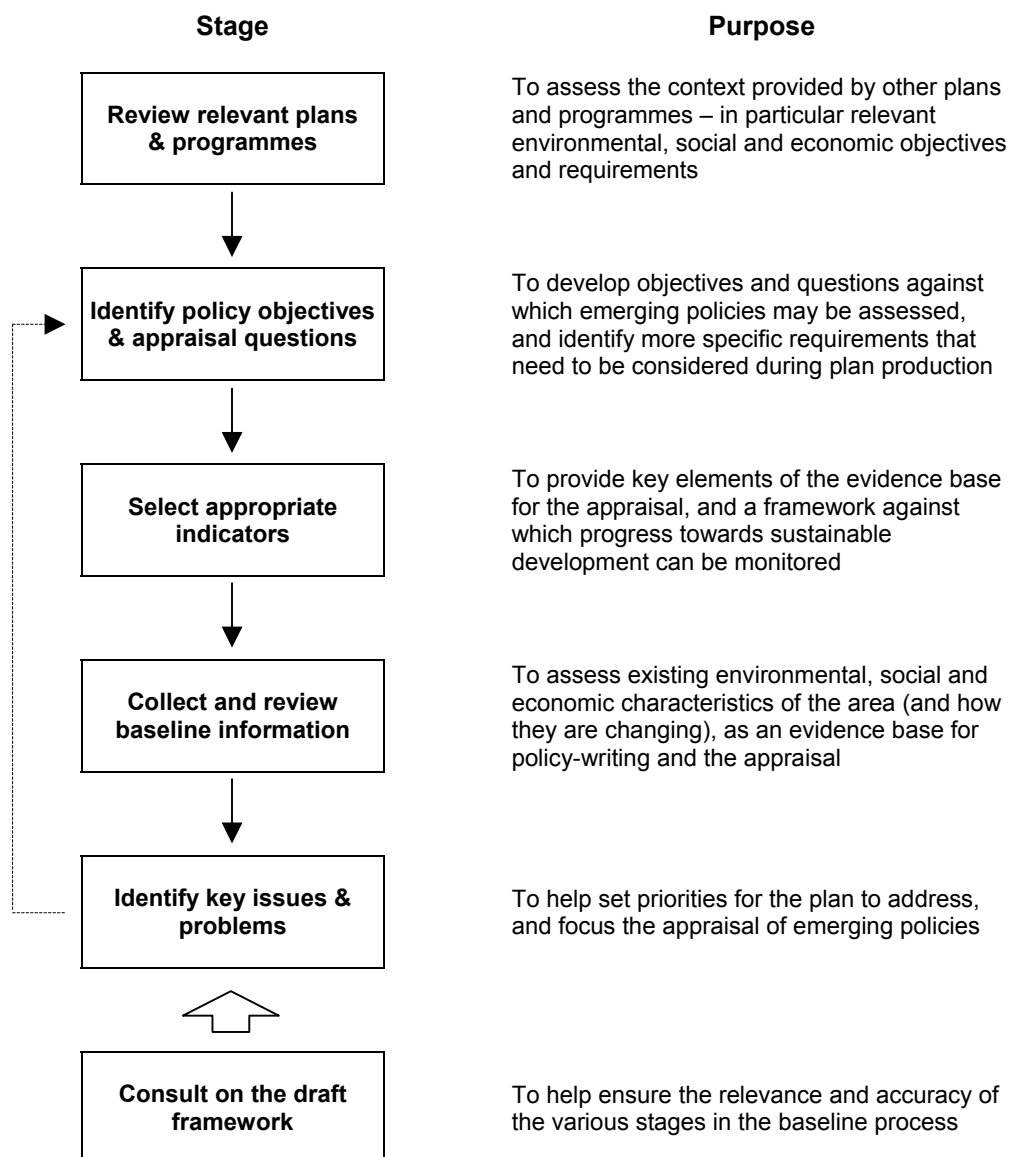 Stage
Purpose
Review relevant plans
& programmes
To assess the context provided by other plans
and programmes – in particular relevant
environmental, social and economic objectives
and requirements
Identify policy objectives
& appraisal questions
To develop objectives and questions against
which emerging policies may be assessed,
and identify more specific requirements that
need to be considered during plan production
Select appropriate
indicators
To provide key elements of the evidence base
for the appraisal, and a framework against
which progress towards sustainable
development can be monitored
Collect and review
baseline information
To assess existing environmental, social and
economic characteristics of the area (and how
they are changing), as an evidence base for
policy-writing and the appraisal
Identify key issues &
problems
To help set priorities for the plan to address,
and focus the appraisal of emerging policies
Consult on the draft
framework
To help ensure the relevance and accuracy of
the various stages in the baseline process